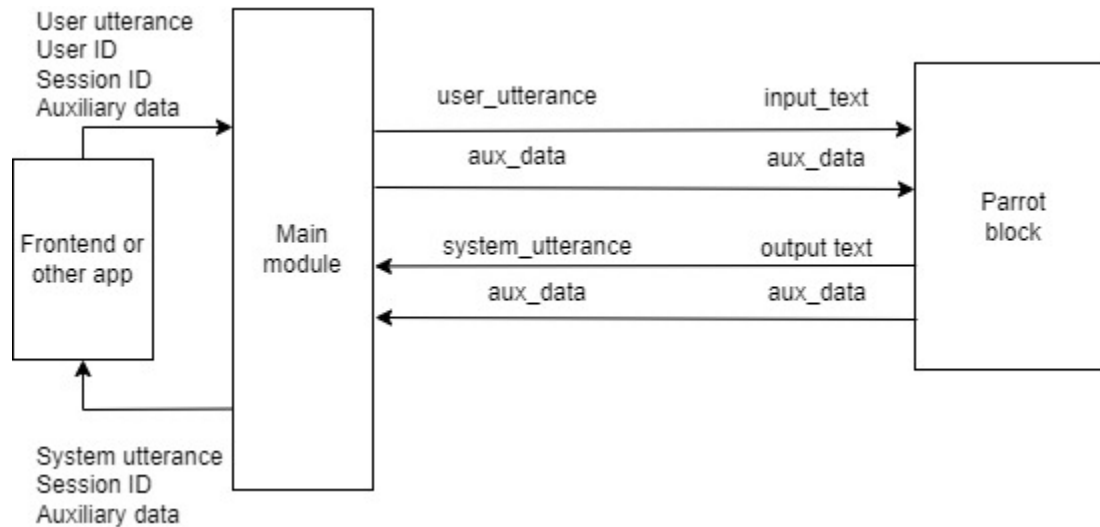 User utterance
User ID
Session ID
Auxiliary data
Frontend or
other app
Main
module
user_utterance input_text
aux_data aux_data
system_utterance output text
aux_data aux_data
Parrot
block
System utterance
Session ID
Auxiliary data